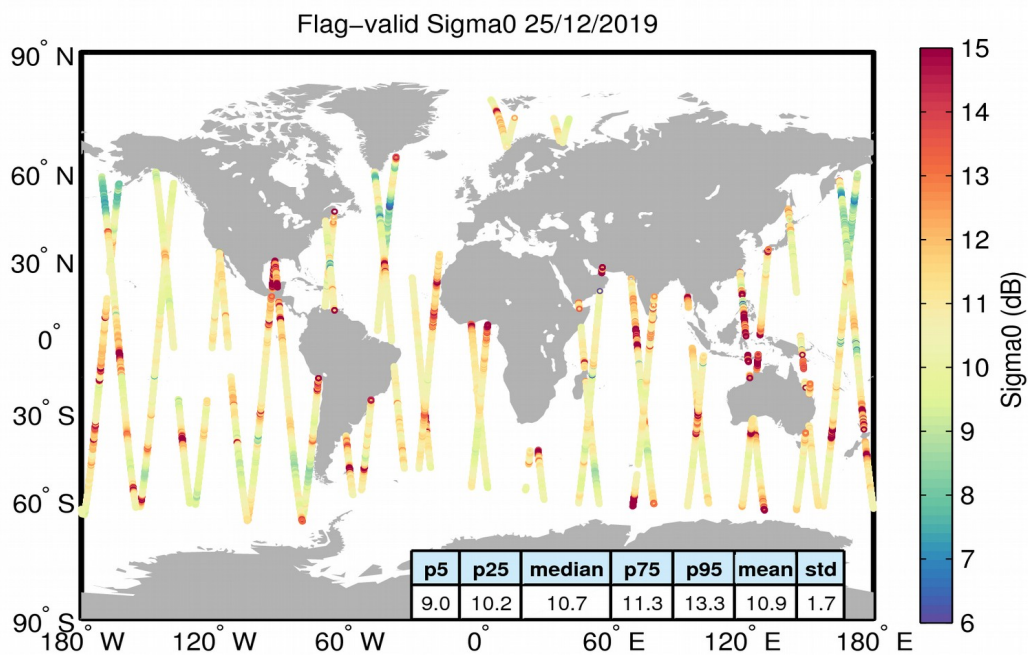 Flag−valid Sigma0 25/12/2019
90° N
60° N
30° N
0°
30° S
60° S
90° S
180° W
120° W
60° W
0°
60° E
120° E
180° E
15
14
13
12
11
10
9
8
7
6
Sigma0 (dB)
p5 p25 median p75 p95 mean std
9.0 10.2 10.7 11.3 13.3 10.9 1.7